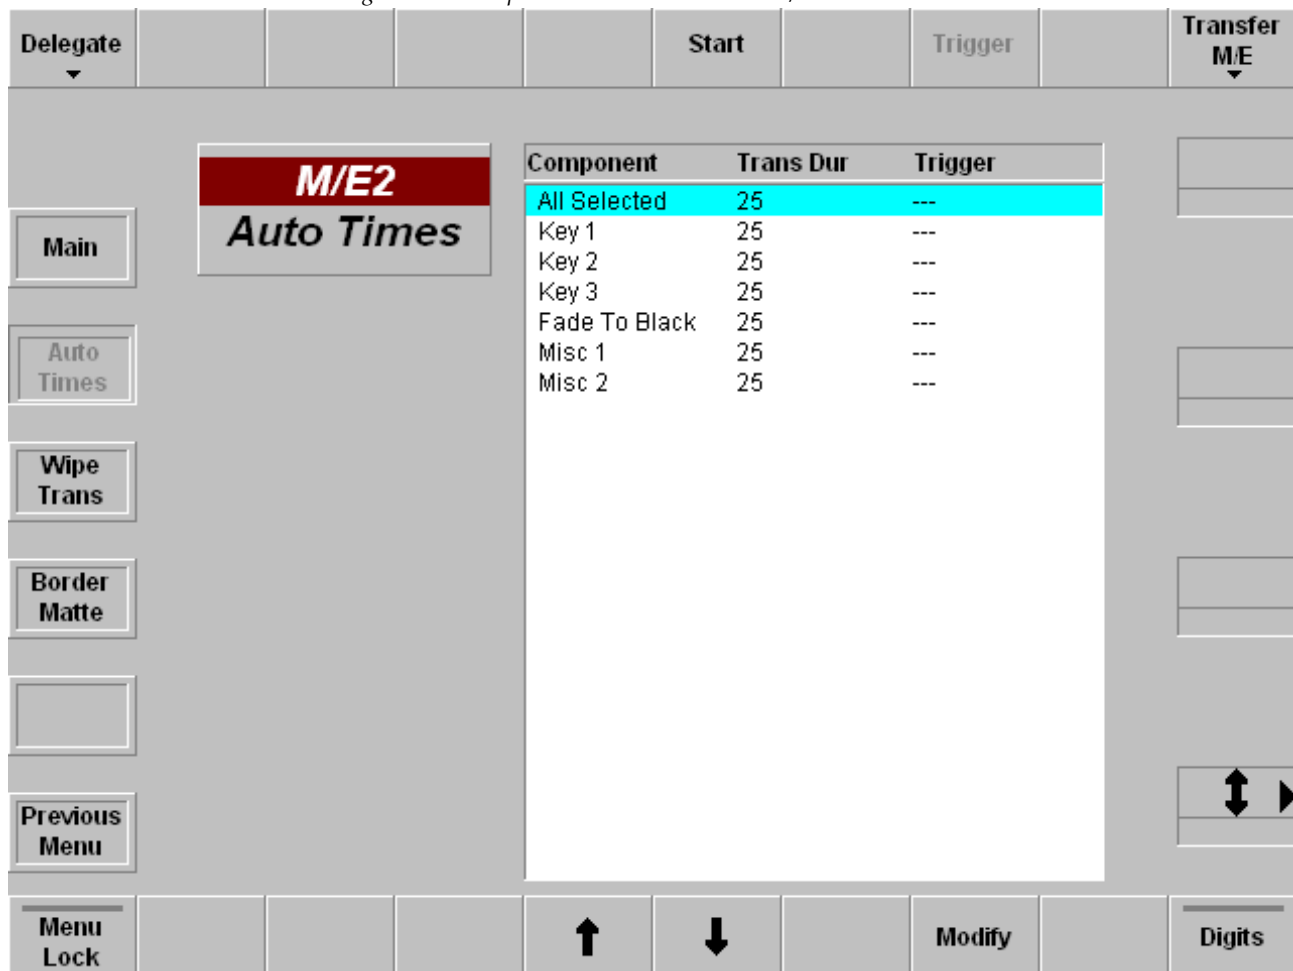 Delegate
Start
Trigger
Transfer
M/E
M/E2
Auto Times
Component Trans Dur Trigger
All Selected 25 ---
Key 1 25 ---
Key 2 25 ---
Key 3 25 ---
Fade To Black 25 ---
Misc 1 25 ---
Misc 2 25 ---
Main
Auto
Times
Wipe
Trans
Border
Matte
Previous
Menu
Menu
Lock
Modify
Digits